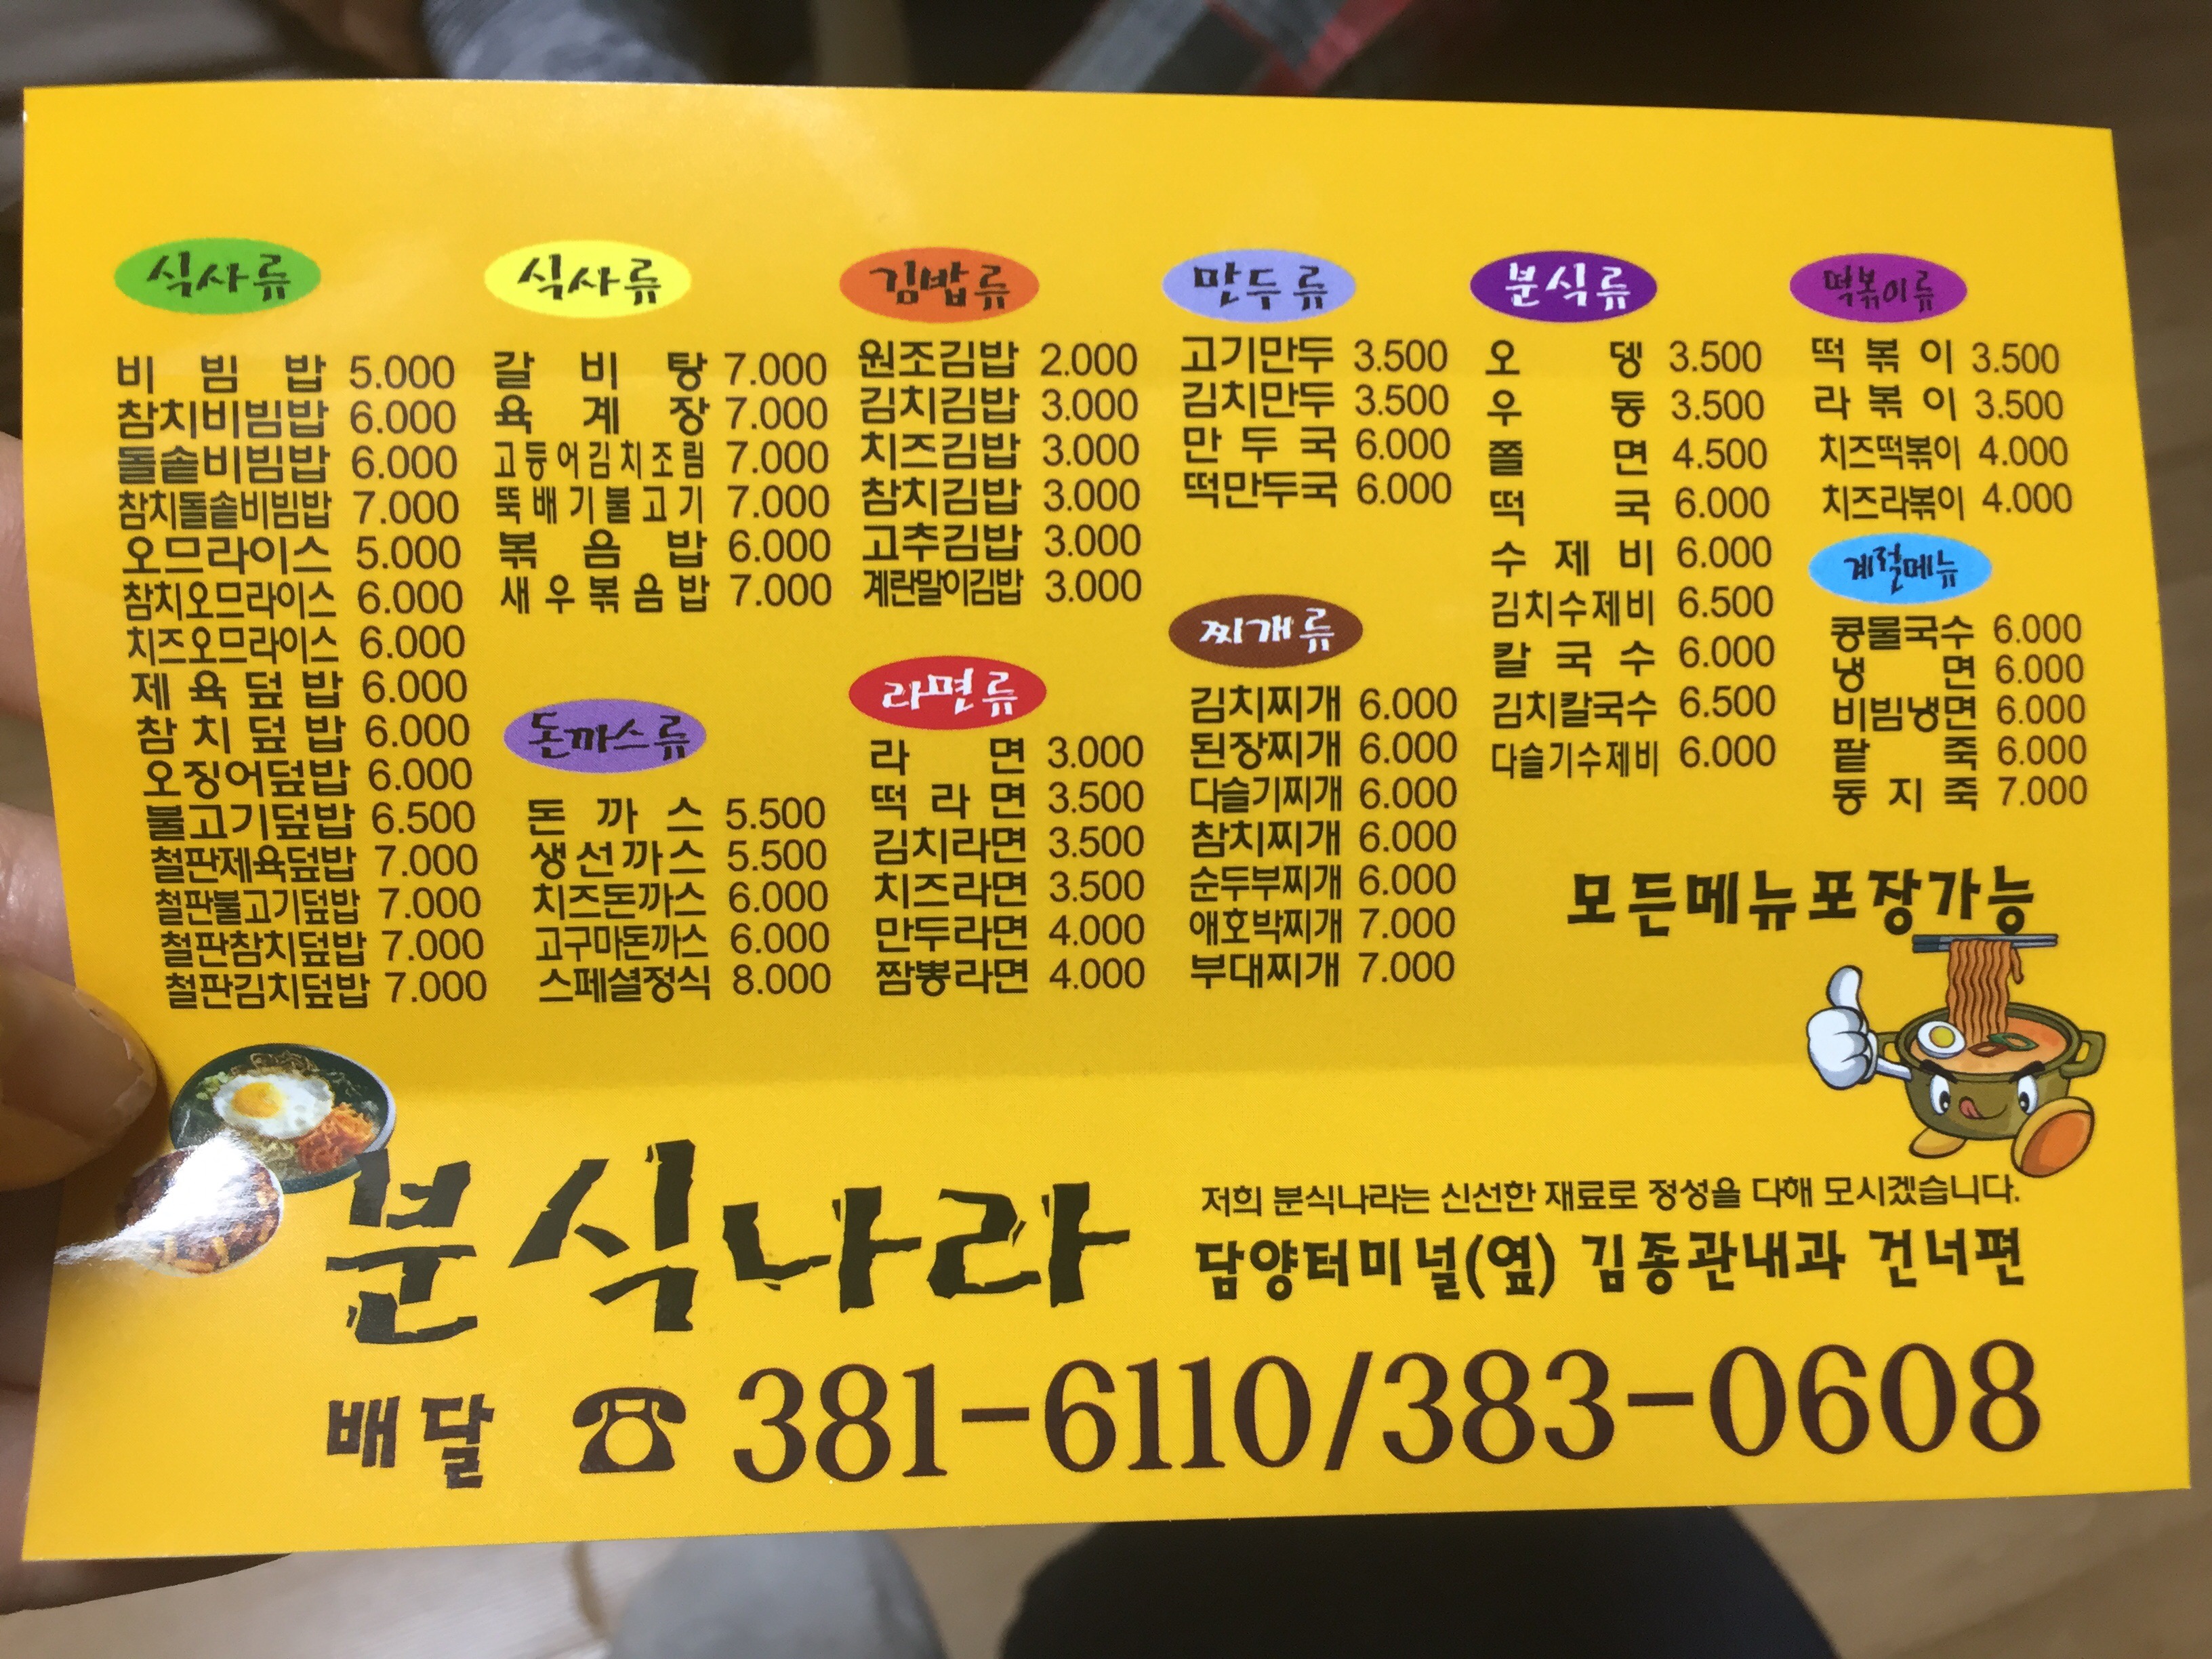 식사류
비빔밥 5.000
참치비빔밥 6.000
돌솥비빔밥 6.000
참치돌솥비빔밥 7.000
오므라이스 5.000
참치오므라이스 6.000
치즈오므라이스 6.000
제육덮밥 6.000
참치덮밥 6.000
오징어덮밥 6.000
불고기덮밥 6.500
철판제육덮밥 7.000
철판불고기덮밥 7.000
철판참치덮밥 7.000
철판김치덮밥 7.000
식사류
갈비탕 7.000
육계장 7.000
고등어김치조림 7.000
뚝배기불고기 7.000
볶음밥 6.000
새우볶음밥 7.000
돈까스류
돈까스 5.500
생선까스 5.500
치즈돈까스 6.000
고구마돈까스 6.000
스페셜정식 8.000
김밥류
원조김밥 2.000
김치김밥 3.000
치즈김밥 3.000
참치김밥 3.000
고추김밥 3.000
계란말이김밥 3.000
라면류
라면 3.000
떡라면 3.500
김치라면 3.500
치즈라면 3.500
만두라면 4.000
짬뽕라면 4.000
만두류
고기만두 3.500
김치만두 3.500
만두국 6.000
떡만두국 6.000
찌개류
김치찌개 6.000
된장찌개 6.000
다슬기찌개 6.000
참치찌개 6.000
순두부찌개 6.000
애호박찌개 7.000
부대찌개 7.000
분식류
오뎅 3.500
우동 3.500
쫄면 4.500
떡국 6.000
수제비 6.000
김치수제비 6.500
칼국수 6.000
김치칼국수 6.500
다슬기수제비 6.000
떡볶이류
떡볶이 3.500
라볶이 3.500
치즈떡볶이 4.000
치즈라볶이 4.000
계절메뉴
콩물국수 6.000
냉면 6.000
비빔냉면 6.000
팥죽 6.000
동지죽 7.000
모든메뉴포장가능
분식나라
저희 분식나라는 신선한 재료로 정성을 다해 모시겠습니다.
담양터미널(옆) 김종관내과 건너편
배달 ☎ 381-6110/383-0608